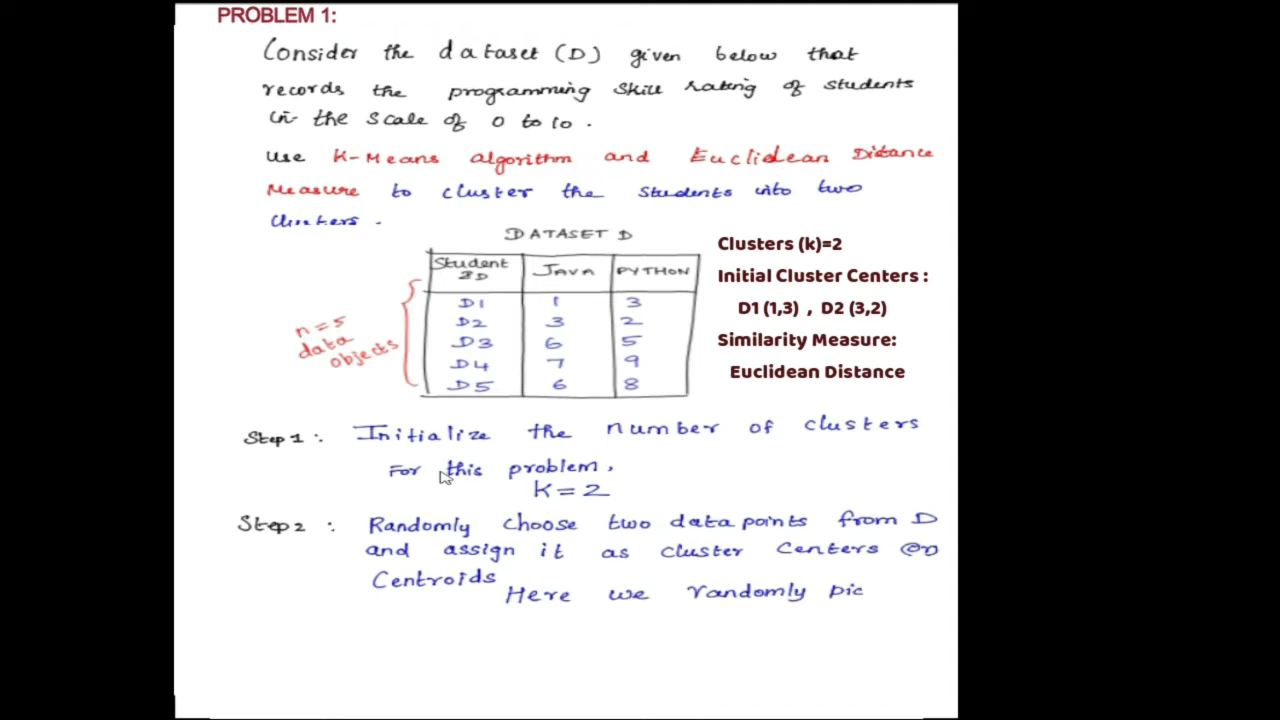 PROBLEM 1:
Consider the dataset (D) given below that
records the programming skill rating of students
in the scale of 0 to 10.
Use K-Means algorithm and Euclidean Distance
Measure to cluster the students into two
clusters.
DATASET D
Student ID JAVA PYTHON
D1 1 3
D2 3 2
D3 6 5
D4 7 9
D5 6 8
n=5
data
objects
Clusters (k)=2
Initial Cluster Centers :
D1 (1,3) , D2 (3,2)
Similarity Measure:
Euclidean Distance
Step 1 : Initialize the number of clusters
For this problem,
K=2
Step 2 : Randomly choose two data points from D
and assign it as cluster centers (or)
Centroids
Here we randomly pic